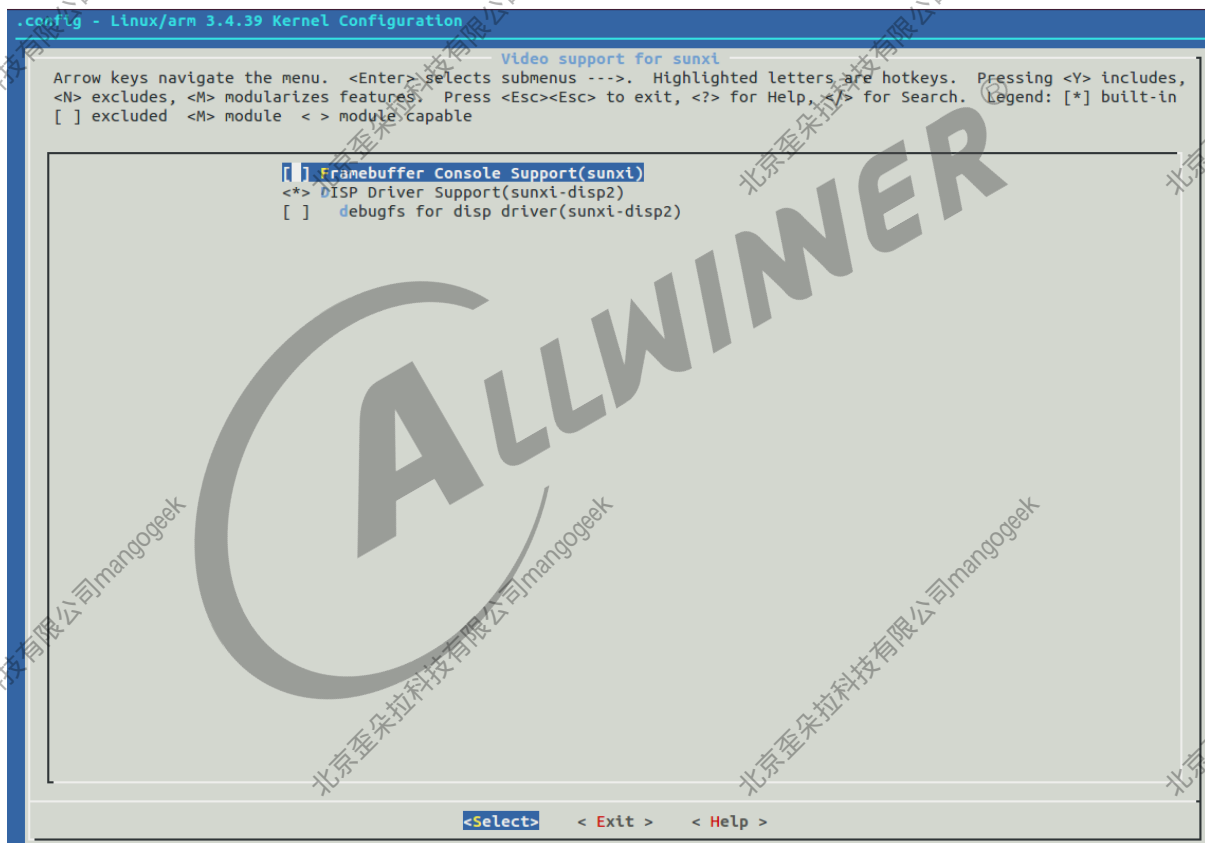 .config - Linux/arm 3.4.39 Kernel Configuration
Video support for sunxi
Arrow keys navigate the menu. <Enter> selects submenus --->. Highlighted letters are hotkeys. Pressing <Y> includes,
<N> excludes, <M> modularizes features. Press <Esc><Esc> to exit, <?> for Help, </> for Search. Legend: [*] built-in
[ ] excluded <M> module < > module capable
[ ] Framebuffer Console Support(sunxi)
<*> DISP Driver Support(sunxi-disp2)
[ ] debugfs for disp driver(sunxi-disp2)
ALLWINNER®
北京歪朵拉科技有限公司mangogeek
北京歪朵拉科技有限公司mangogeek
北京歪朵拉科技有限公司mangogeek
<Select> < Exit > < Help >